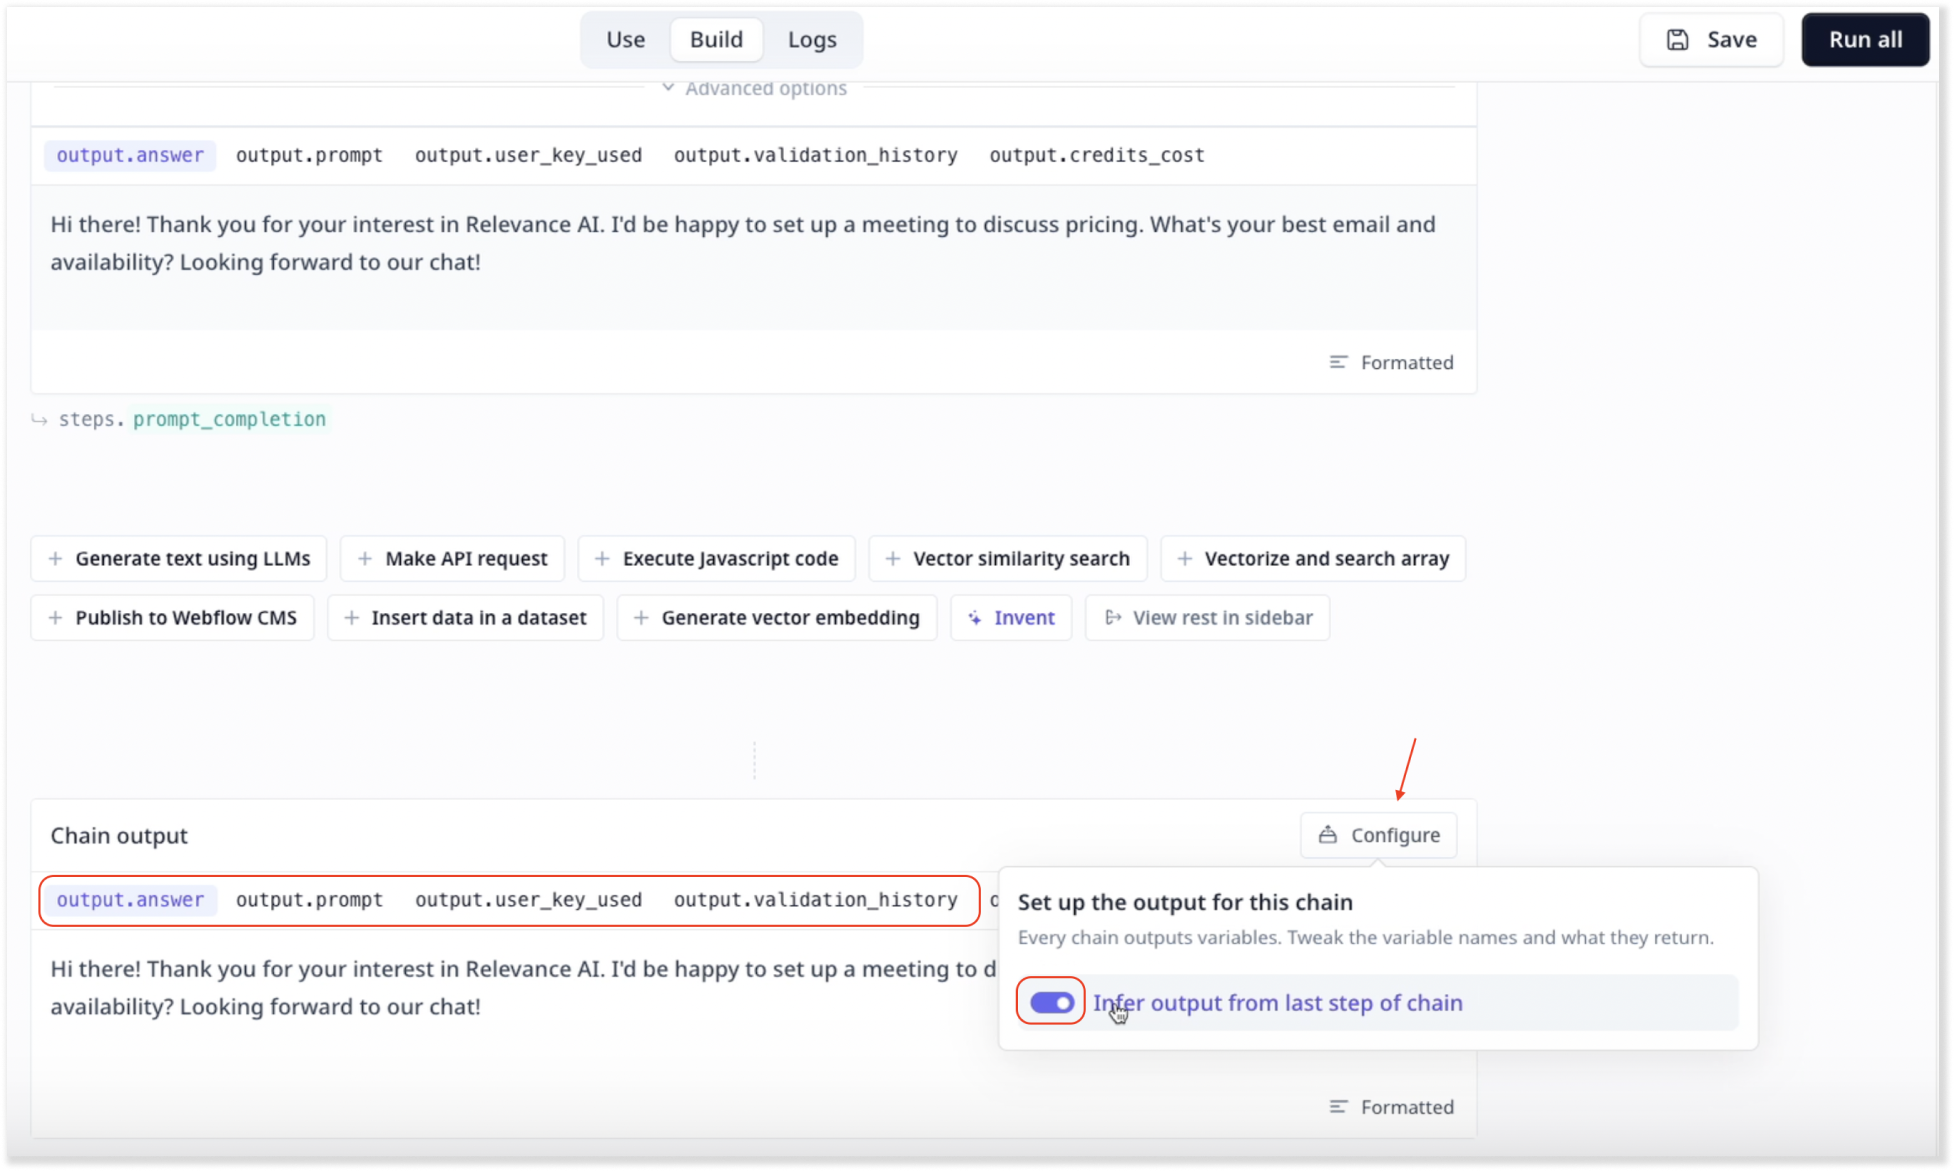 Use Build Logs Save Run all
Advanced options
output.answer output.prompt output.user_key_used output.validation_history output.credits_cost
Hi there! Thank you for your interest in Relevance AI. I'd be happy to set up a meeting to discuss pricing. What's your best email and
availability? Looking forward to our chat!
Formatted
steps. prompt_completion
Generate text using LLMs Make API request Execute Javascript code Vector similarity search Vectorize and search array
Publish to Webflow CMS Insert data in a dataset Generate vector embedding Invent View rest in sidebar
Chain output Configure
output.answer output.prompt output.user_key_used output.validation_history o
Set up the output for this chain
Every chain outputs variables. Tweak the variable names and what they return.
Hi there! Thank you for your interest in Relevance AI. I'd be happy to set up a meeting to d
availability? Looking forward to our chat!
Infer output from last step of chain
Formatted